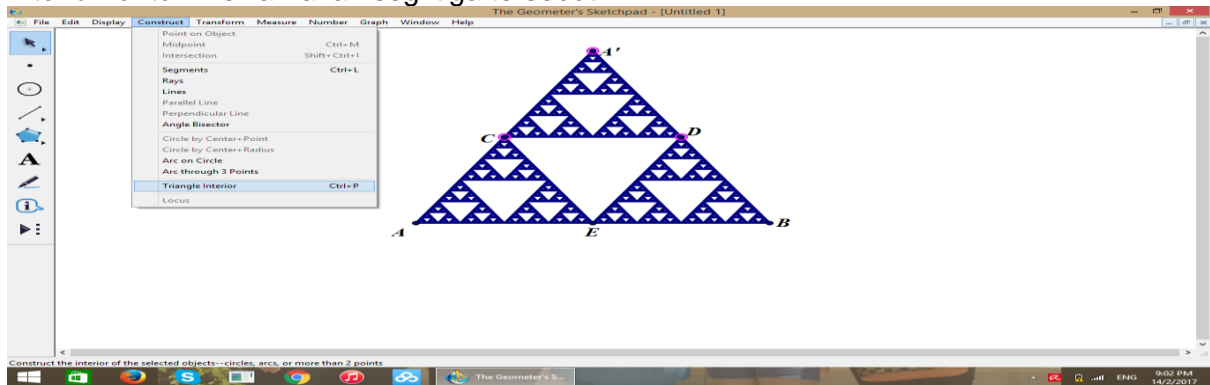 The Geometer's Sketchpad - [Untitled 1]
File Edit Display Construct Transform Measure Number Graph Window Help
Point on Object
Midpoint Ctrl+M
Intersection Shift+Ctrl+I
Segments Ctrl+L
Rays
Lines
Parallel Line
Perpendicular Line
Angle Bisector
Circle by Center+Point
Circle by Center+Radius
Arc on Circle
Arc through 3 Points
Triangle Interior Ctrl+P
Locus
A'
C D
A E B
Construct the interior of the selected objects--circles, arcs, or more than 2 points
The Geometer's S...
ENG 9:02 PM
14/2/2017